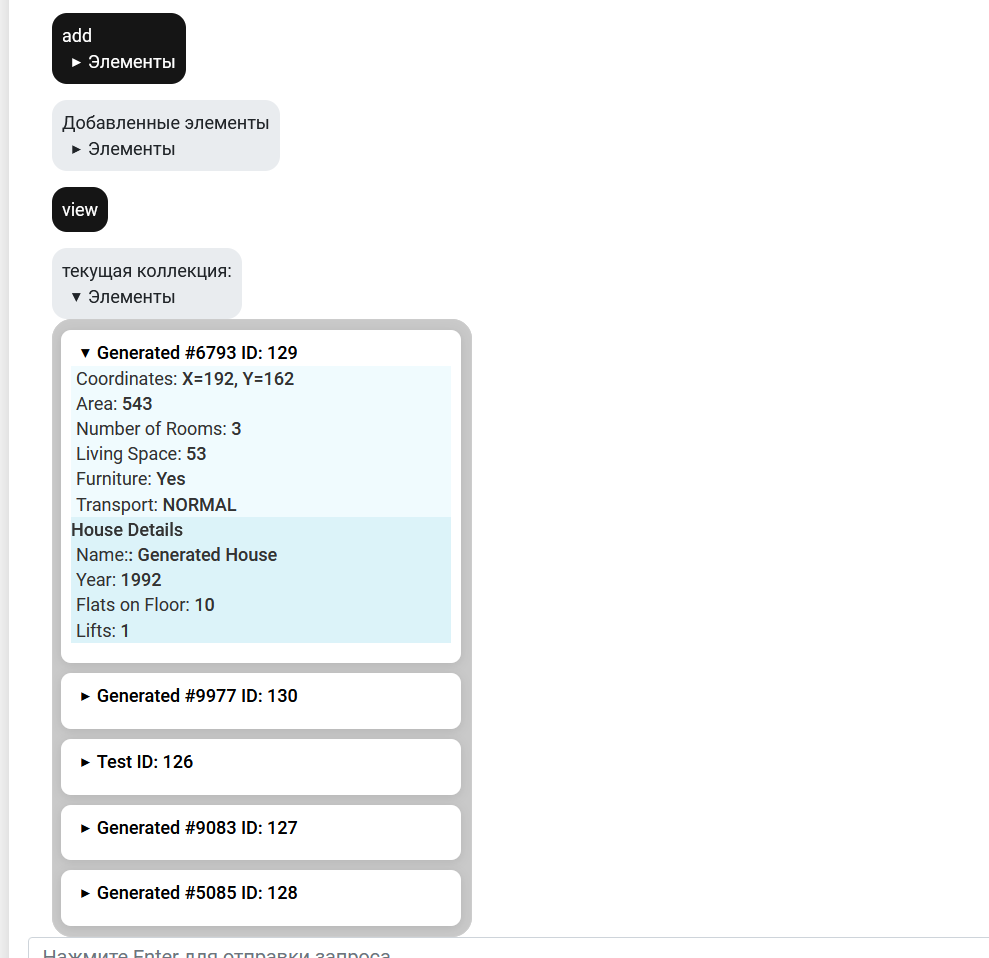 add
► Элементы
Добавленные элементы
► Элементы
view
текущая коллекция:
▼ Элементы
▼ Generated #6793 ID: 129
Coordinates: X=192, Y=162
Area: 543
Number of Rooms: 3
Living Space: 53
Furniture: Yes
Transport: NORMAL
House Details
Name:: Generated House
Year: 1992
Flats on Floor: 10
Lifts: 1
► Generated #9977 ID: 130
► Test ID: 126
► Generated #9083 ID: 127
► Generated #5085 ID: 128
Нажмите Enter для отправки запроса